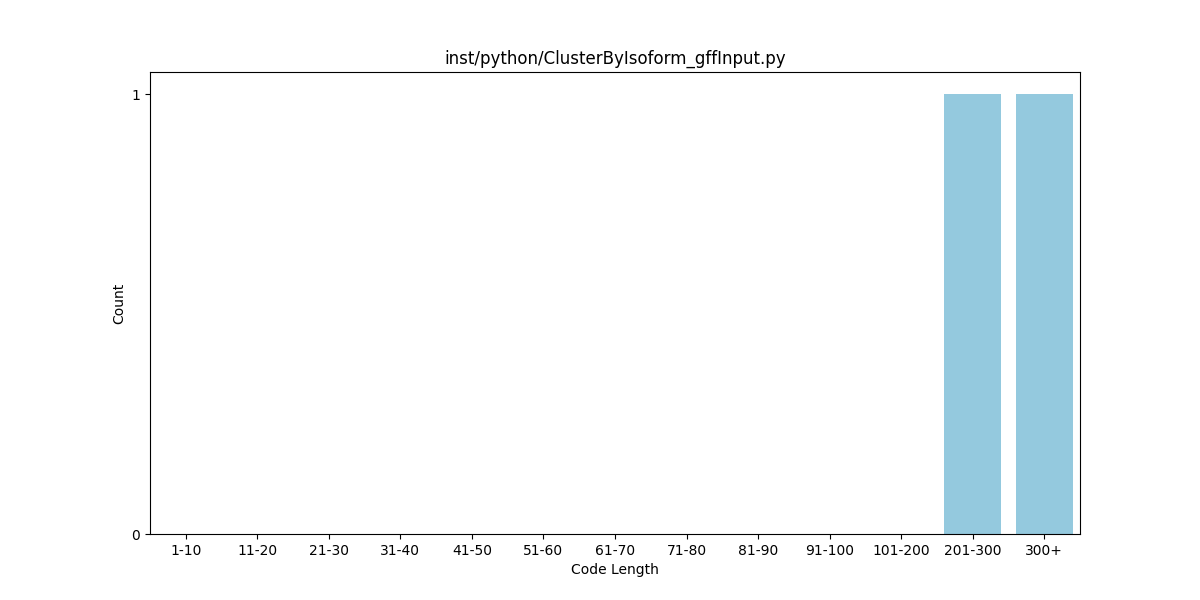 inst/python/ClusterByIsoform_gffInput.py
Count
1
0
1-10 11-20 21-30 31-40 41-50 51-60 61-70 71-80 81-90 91-100 101-200 201-300 300+
Code Length